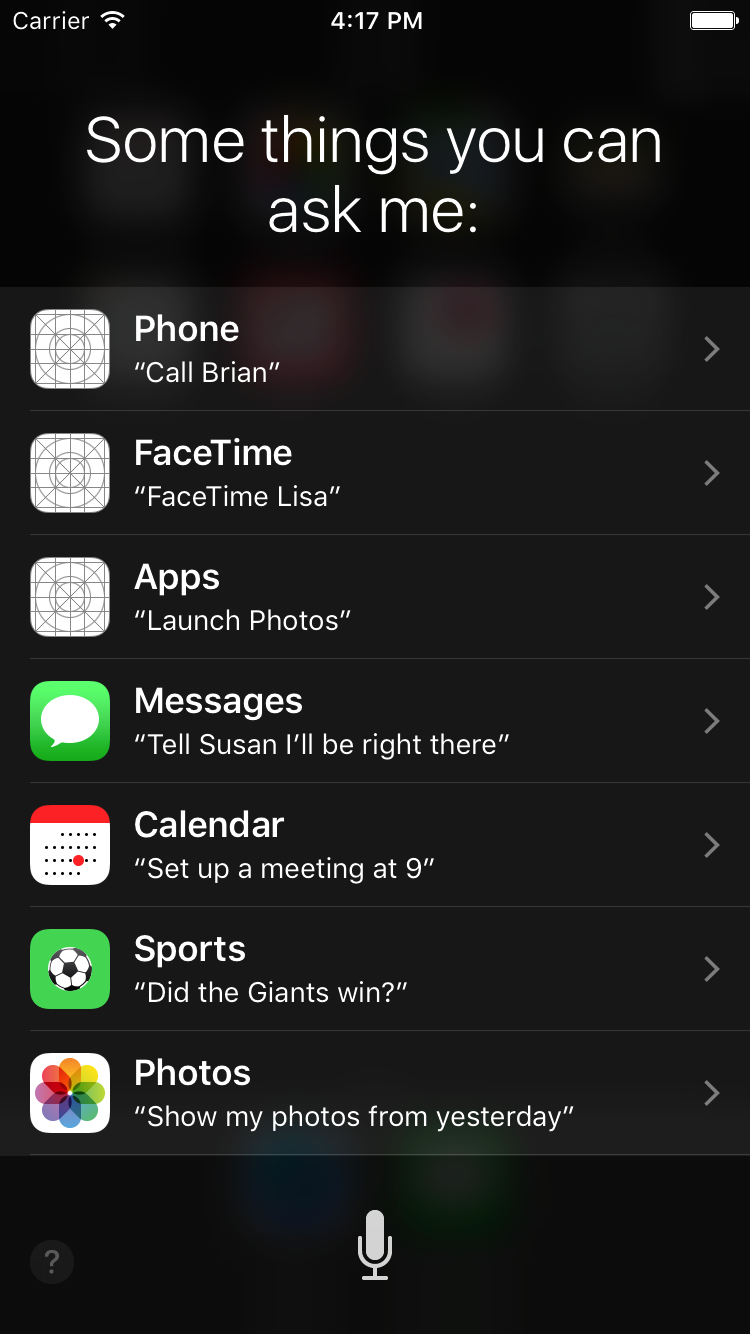 Carrier 4:17 PM
Some things you can
ask me:
Phone
“Call Brian”
FaceTime
“FaceTime Lisa”
Apps
“Launch Photos”
Messages
“Tell Susan I’ll be right there”
Calendar
“Set up a meeting at 9”
Sports
“Did the Giants win?”
Photos
“Show my photos from yesterday”
?